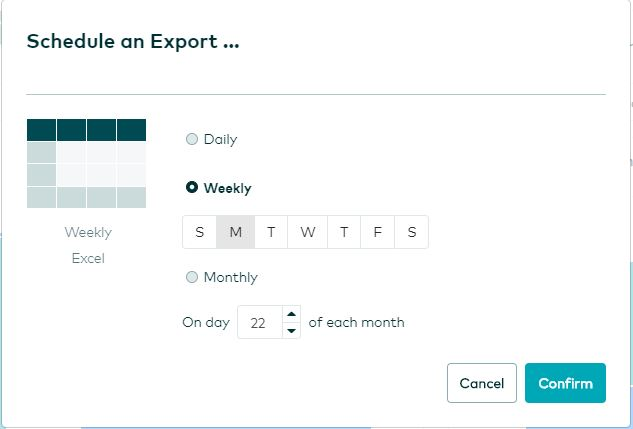 Schedule an Export ...
Daily
Weekly
S M T W T F S
Weekly
Excel
Monthly
On day 22 of each month
Cancel Confirm